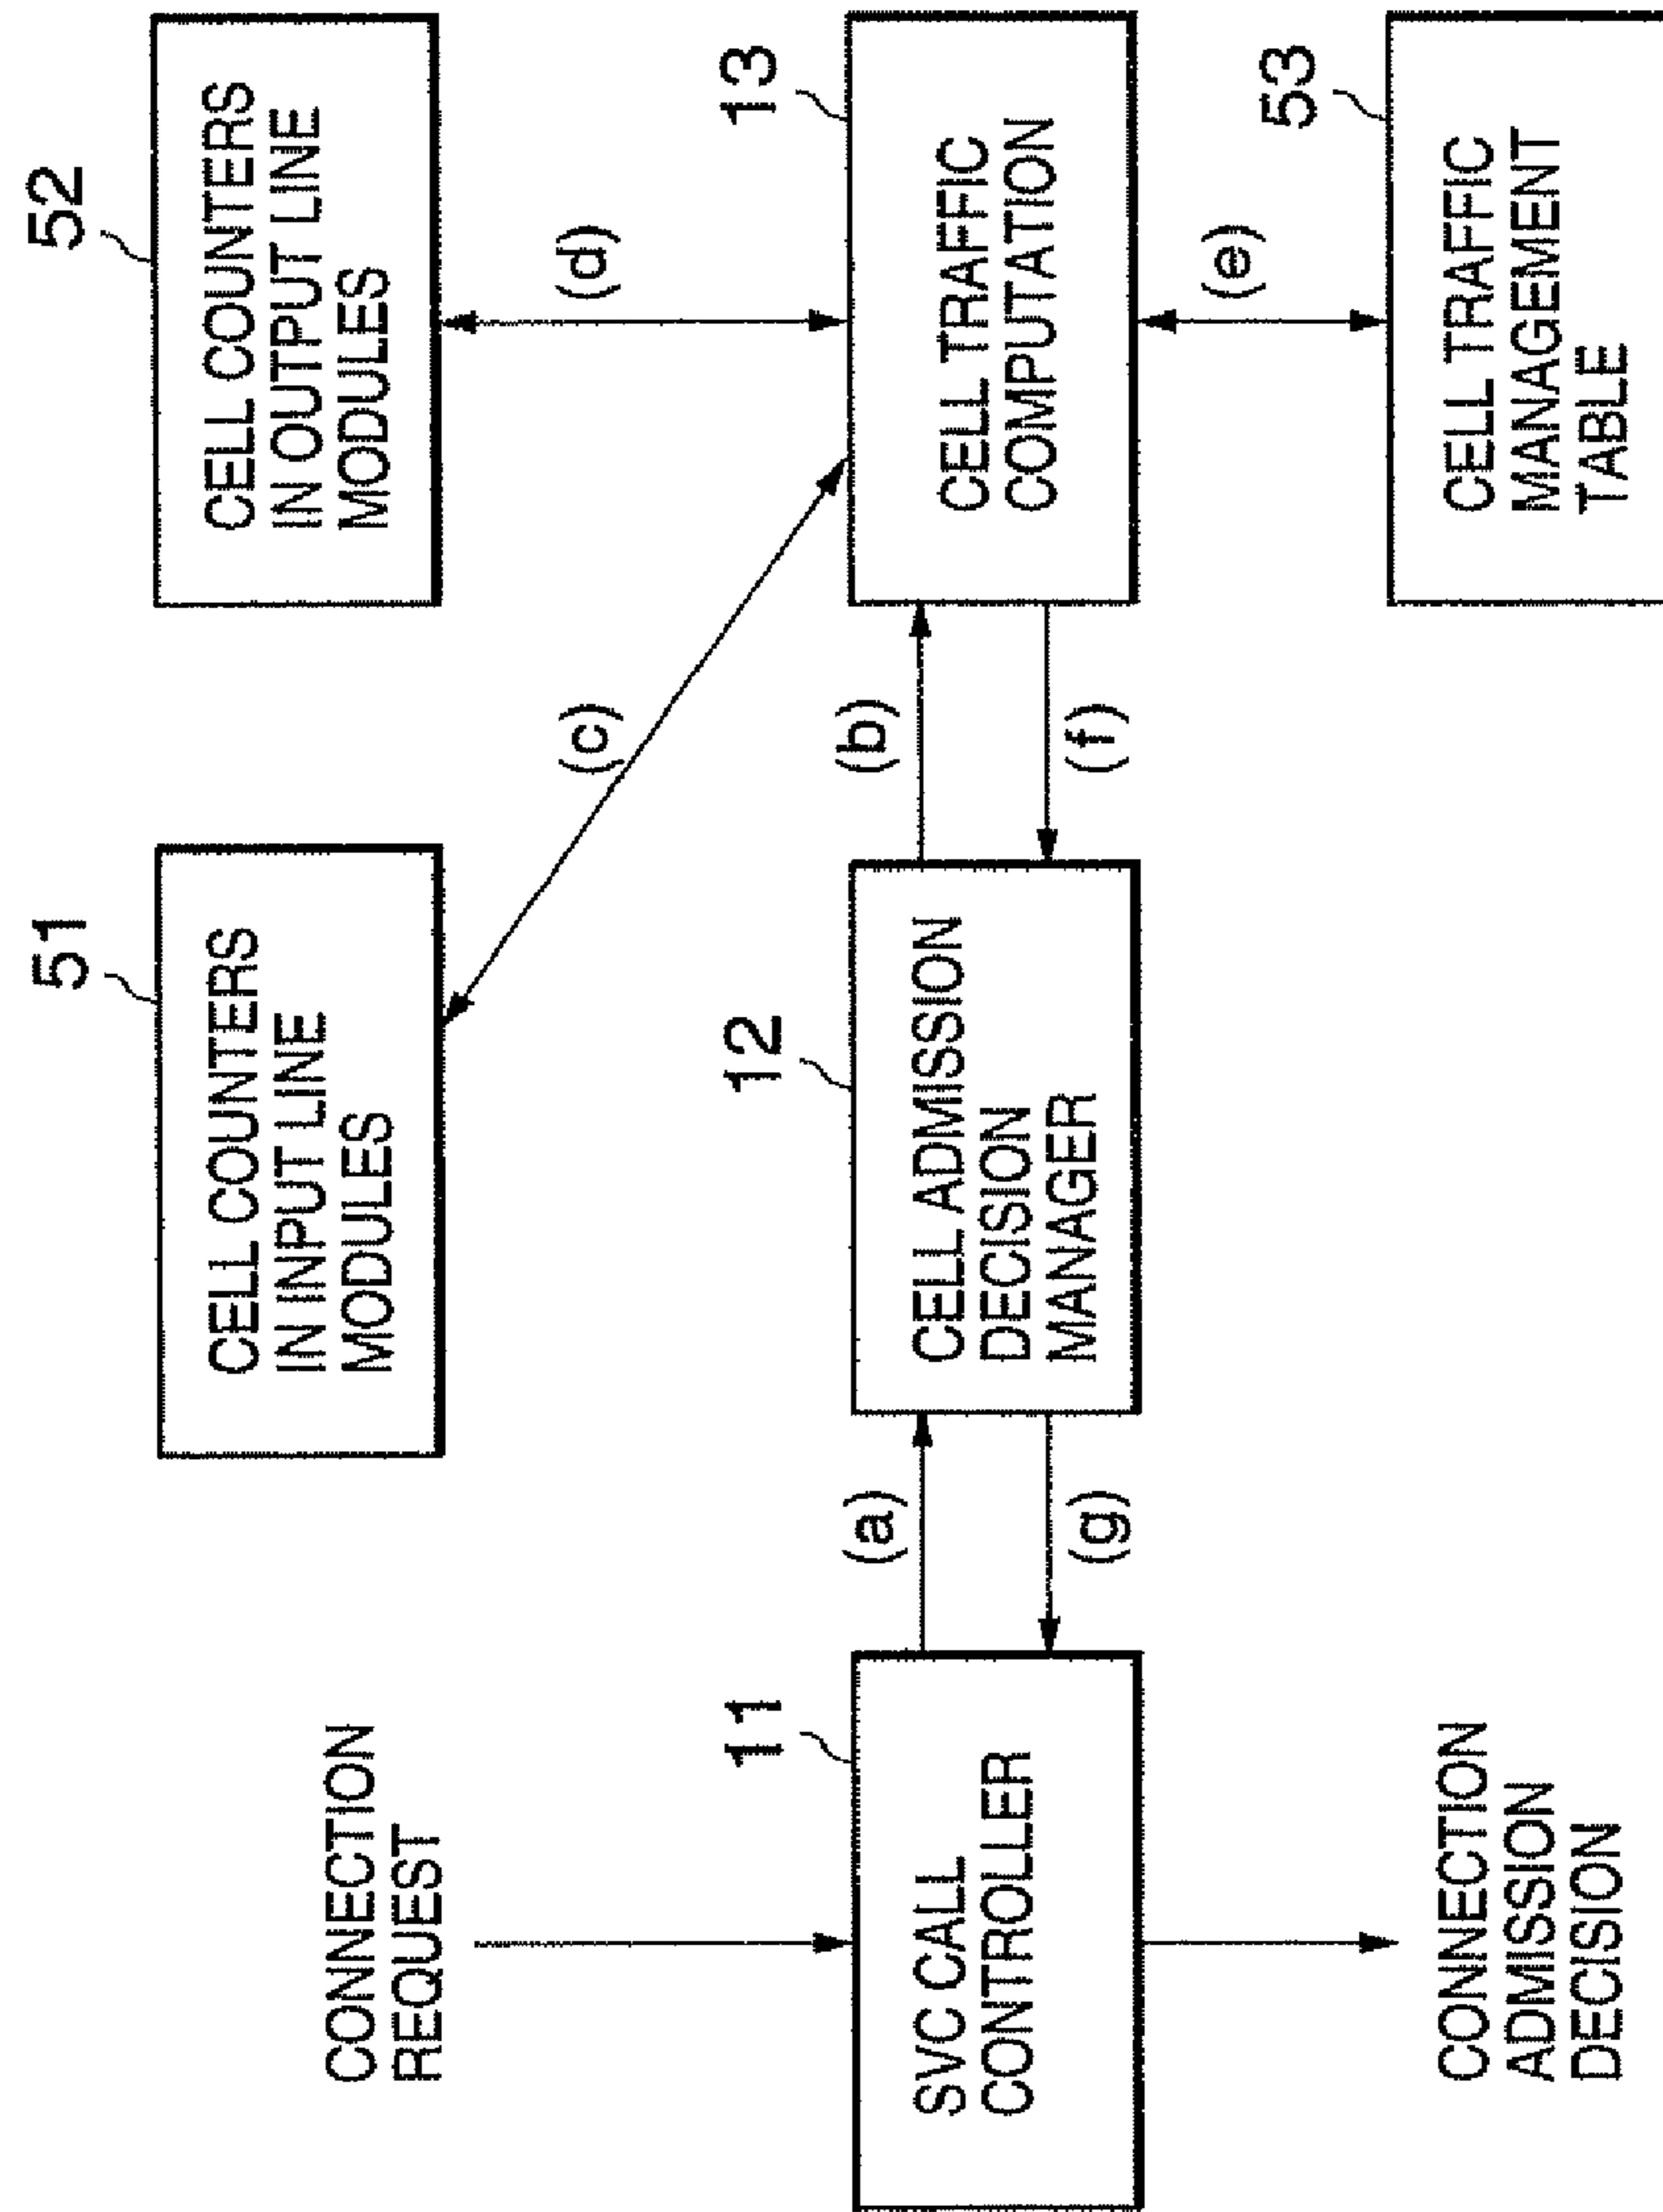 51
CELL COUNTERS
IN INPUT LINE
MODULES
52
CELL COUNTERS
IN OUTPUT LINE
MODULES
CONNECTION
REQUEST
(c)
(d)
11
SVC CALL
CONTROLLER
(a)
(g)
12
CELL ADMISSION
DECISION
MANAGER
(b)
(f)
13
CELL TRAFFIC
COMPUTATION
(e)
CONNECTION
ADMISSION
DECISION
53
CELL TRAFFIC
MANAGEMENT
TABLE